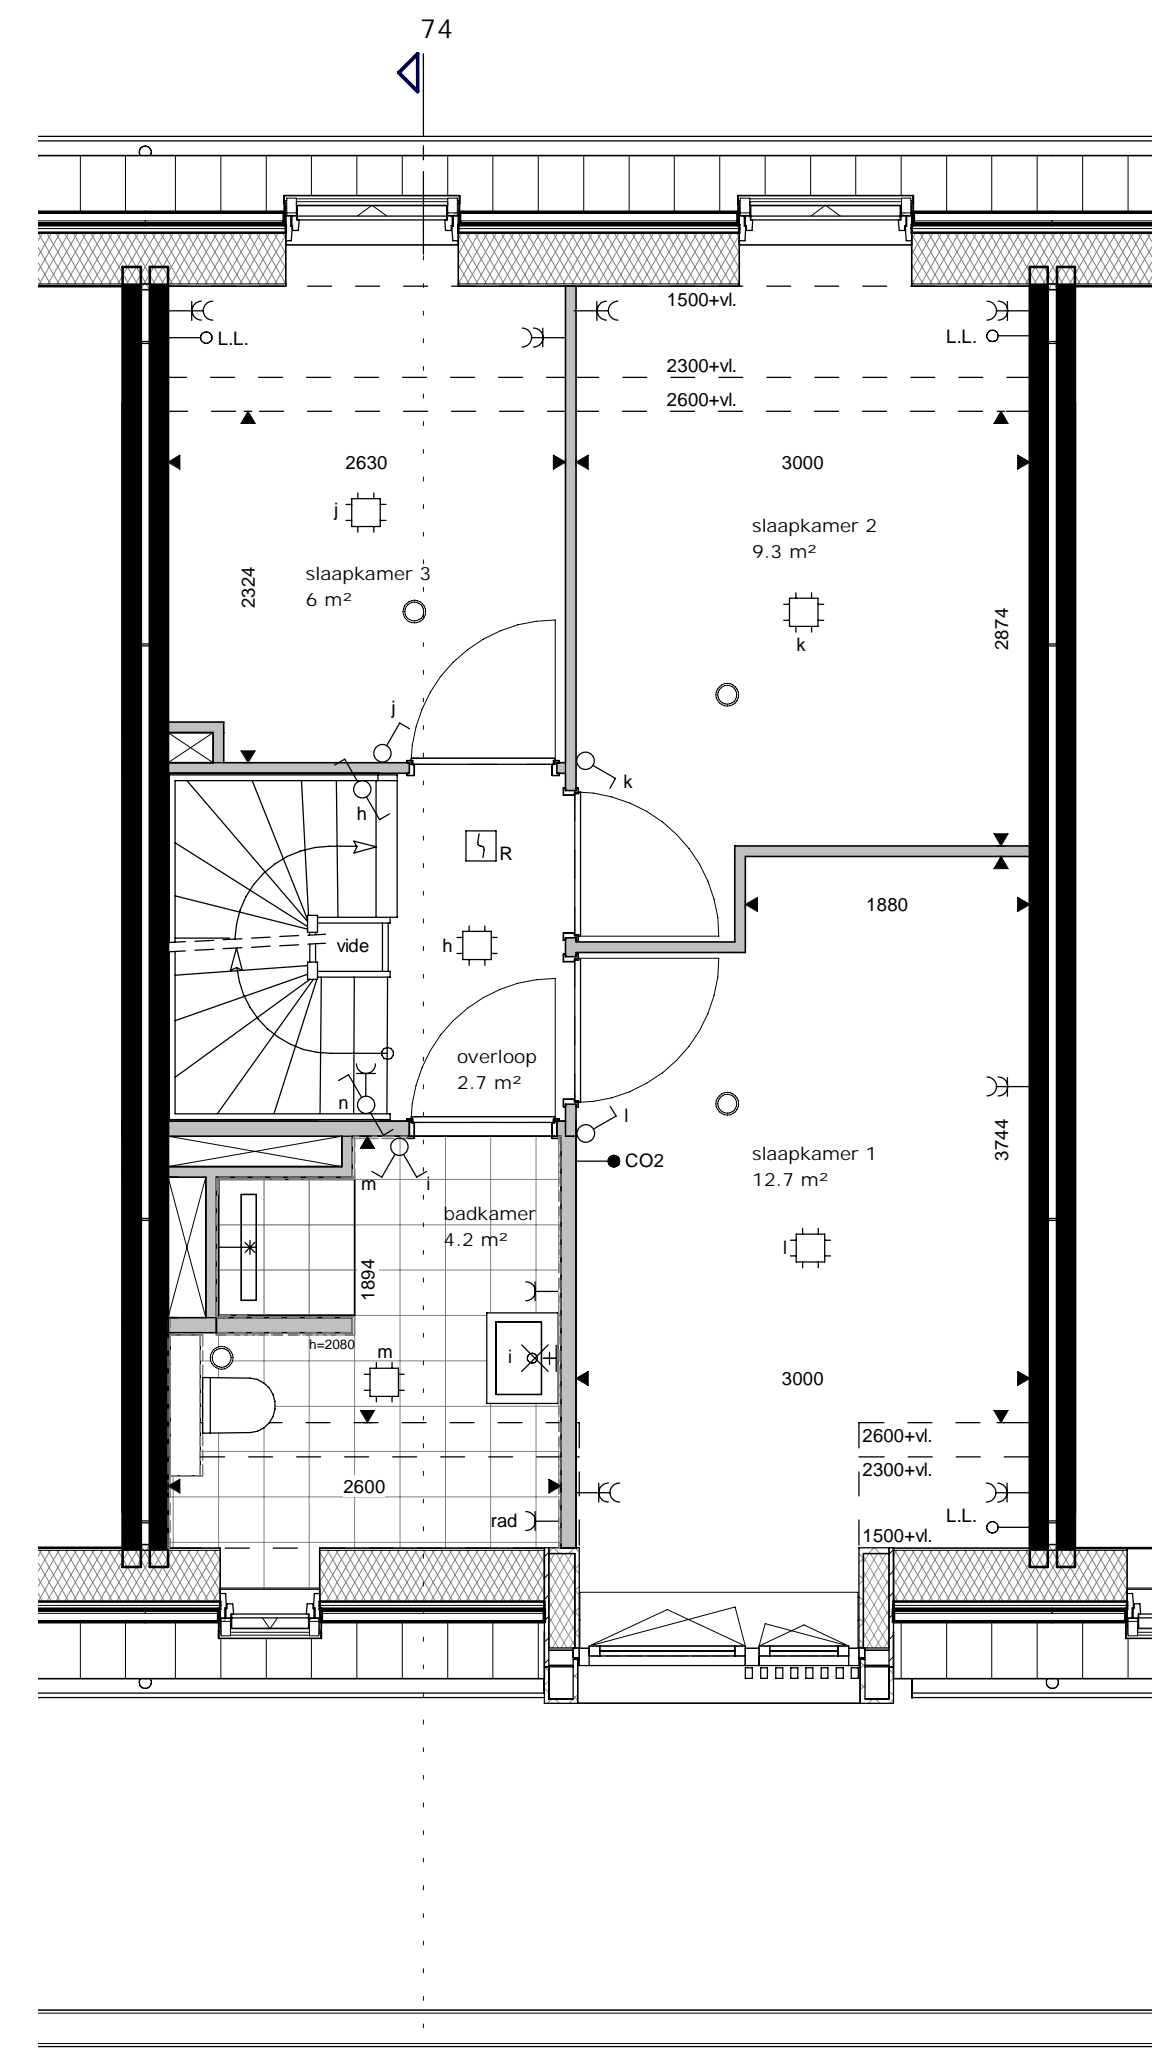 74
1500+vl.
L.L.
L.L.
2300+vl.
2600+vl.
2630
3000
j
slaapkamer 3
6 m²
2324
slaapkamer 2
9.3 m²
k
2874
j
h
k
R
1880
vide
h
overloop
2.7 m²
n
l
m
i
CO2
slaapkamer 1
12.7 m²
3744
badkamer
4.2 m²
l
1894
h=2080
m
i
3000
2600+vl.
2300+vl.
2600
rad
L.L.
1500+vl.